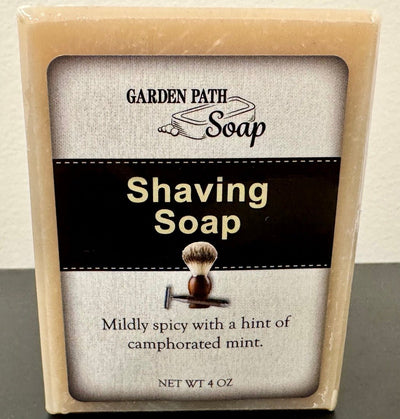 GARDEN PATH
Soap
Shaving
Soap
Mildly spicy with a hint of
camphorated mint.
NET WT 4 OZ